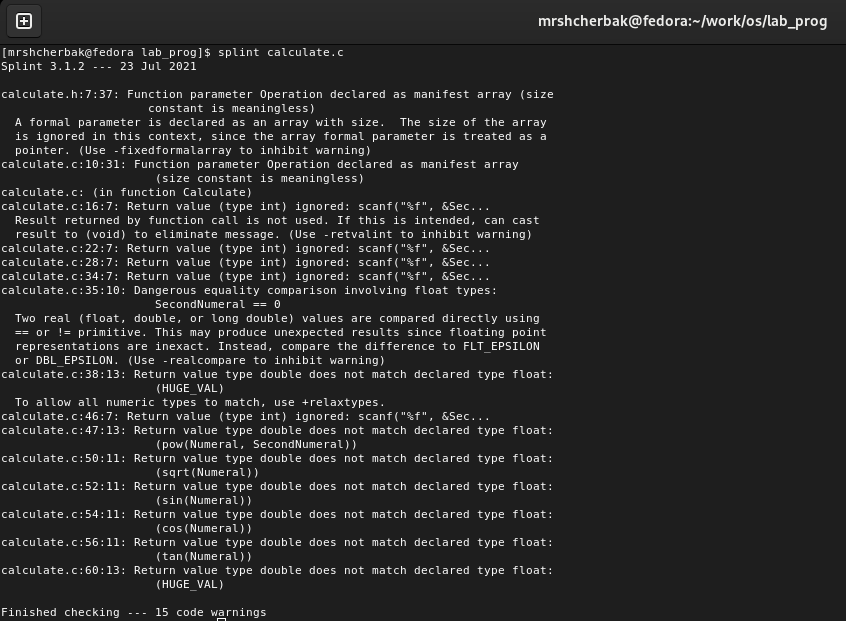 mrshcherbak@fedora:~/work/os/lab_prog
[mrshcherbak@fedora lab_prog]$ splint calculate.c
Splint 3.1.2 --- 23 Jul 2021
calculate.h:7:37: Function parameter Operation declared as manifest array (size
constant is meaningless)
A formal parameter is declared as an array with size.  The size of the array
is ignored in this context, since the array formal parameter is treated as a
pointer. (Use -fixedformalarray to inhibit warning)
calculate.c:10:31: Function parameter Operation declared as manifest array
(size constant is meaningless)
calculate.c: (in function Calculate)
calculate.c:16:7: Return value (type int) ignored: scanf("%f", &Sec...
Result returned by function call is not used. If this is intended, can cast
result to (void) to eliminate message. (Use -retvalint to inhibit warning)
calculate.c:22:7: Return value (type int) ignored: scanf("%f", &Sec...
calculate.c:28:7: Return value (type int) ignored: scanf("%f", &Sec...
calculate.c:34:7: Return value (type int) ignored: scanf("%f", &Sec...
calculate.c:35:10: Dangerous equality comparison involving float types:
SecondNumeral == 0
Two real (float, double, or long double) values are compared directly using
== or != primitive. This may produce unexpected results since floating point
representations are inexact. Instead, compare the difference to FLT_EPSILON
or DBL_EPSILON. (Use -realcompare to inhibit warning)
calculate.c:38:13: Return value type double does not match declared type float:
(HUGE_VAL)
To allow all numeric types to match, use +relaxtypes.
calculate.c:46:7: Return value (type int) ignored: scanf("%f", &Sec...
calculate.c:47:13: Return value type double does not match declared type float:
(pow(Numeral, SecondNumeral))
calculate.c:50:11: Return value type double does not match declared type float:
(sqrt(Numeral))
calculate.c:52:11: Return value type double does not match declared type float:
(sin(Numeral))
calculate.c:54:11: Return value type double does not match declared type float:
(cos(Numeral))
calculate.c:56:11: Return value type double does not match declared type float:
(tan(Numeral))
calculate.c:60:13: Return value type double does not match declared type float:
(HUGE_VAL)
Finished checking --- 15 code warnings